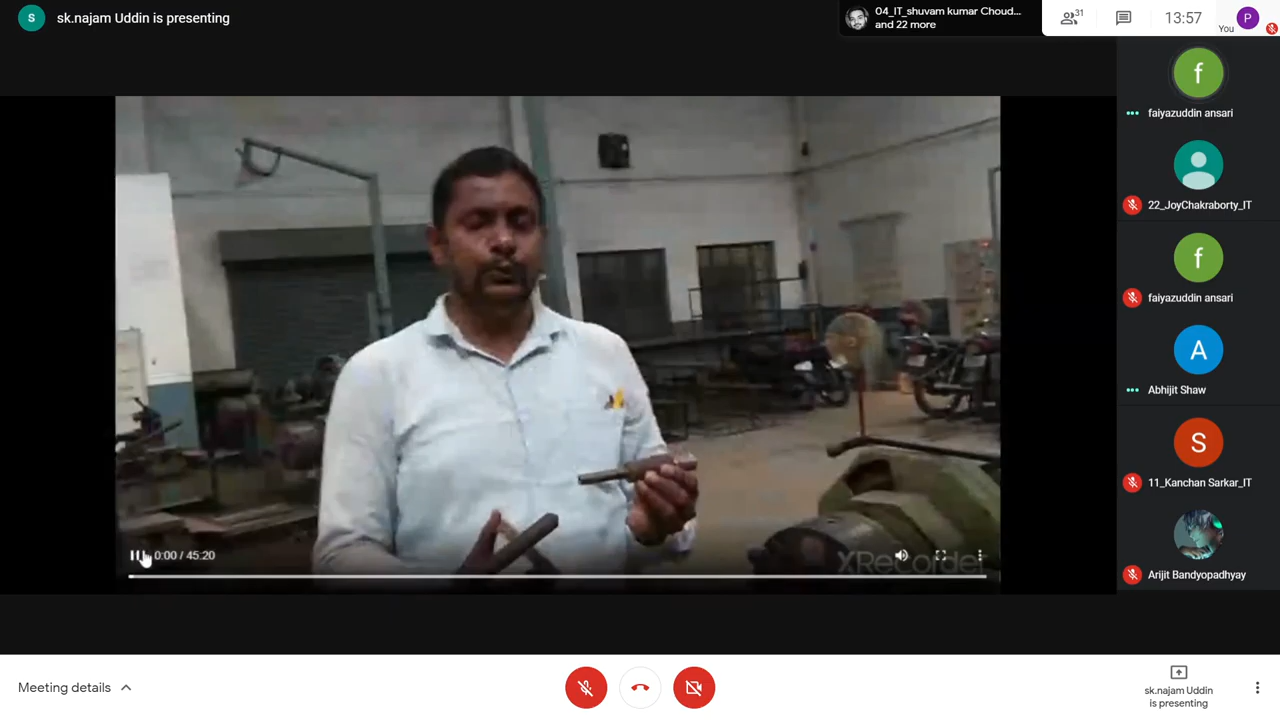 S
sk.najam Uddin is presenting
04_IT_shuvam kumar Choud...
and 22 more
31
13:57
You
P
f
faiyazuddin ansari
22_JoyChakraborty_IT
f
faiyazuddin ansari
A
Abhijit Shaw
S
11_Kanchan Sarkar_IT
Arijit Bandyopadhyay
0:00 / 45:20
XRecorder
Meeting details
sk.najam Uddin
is presenting